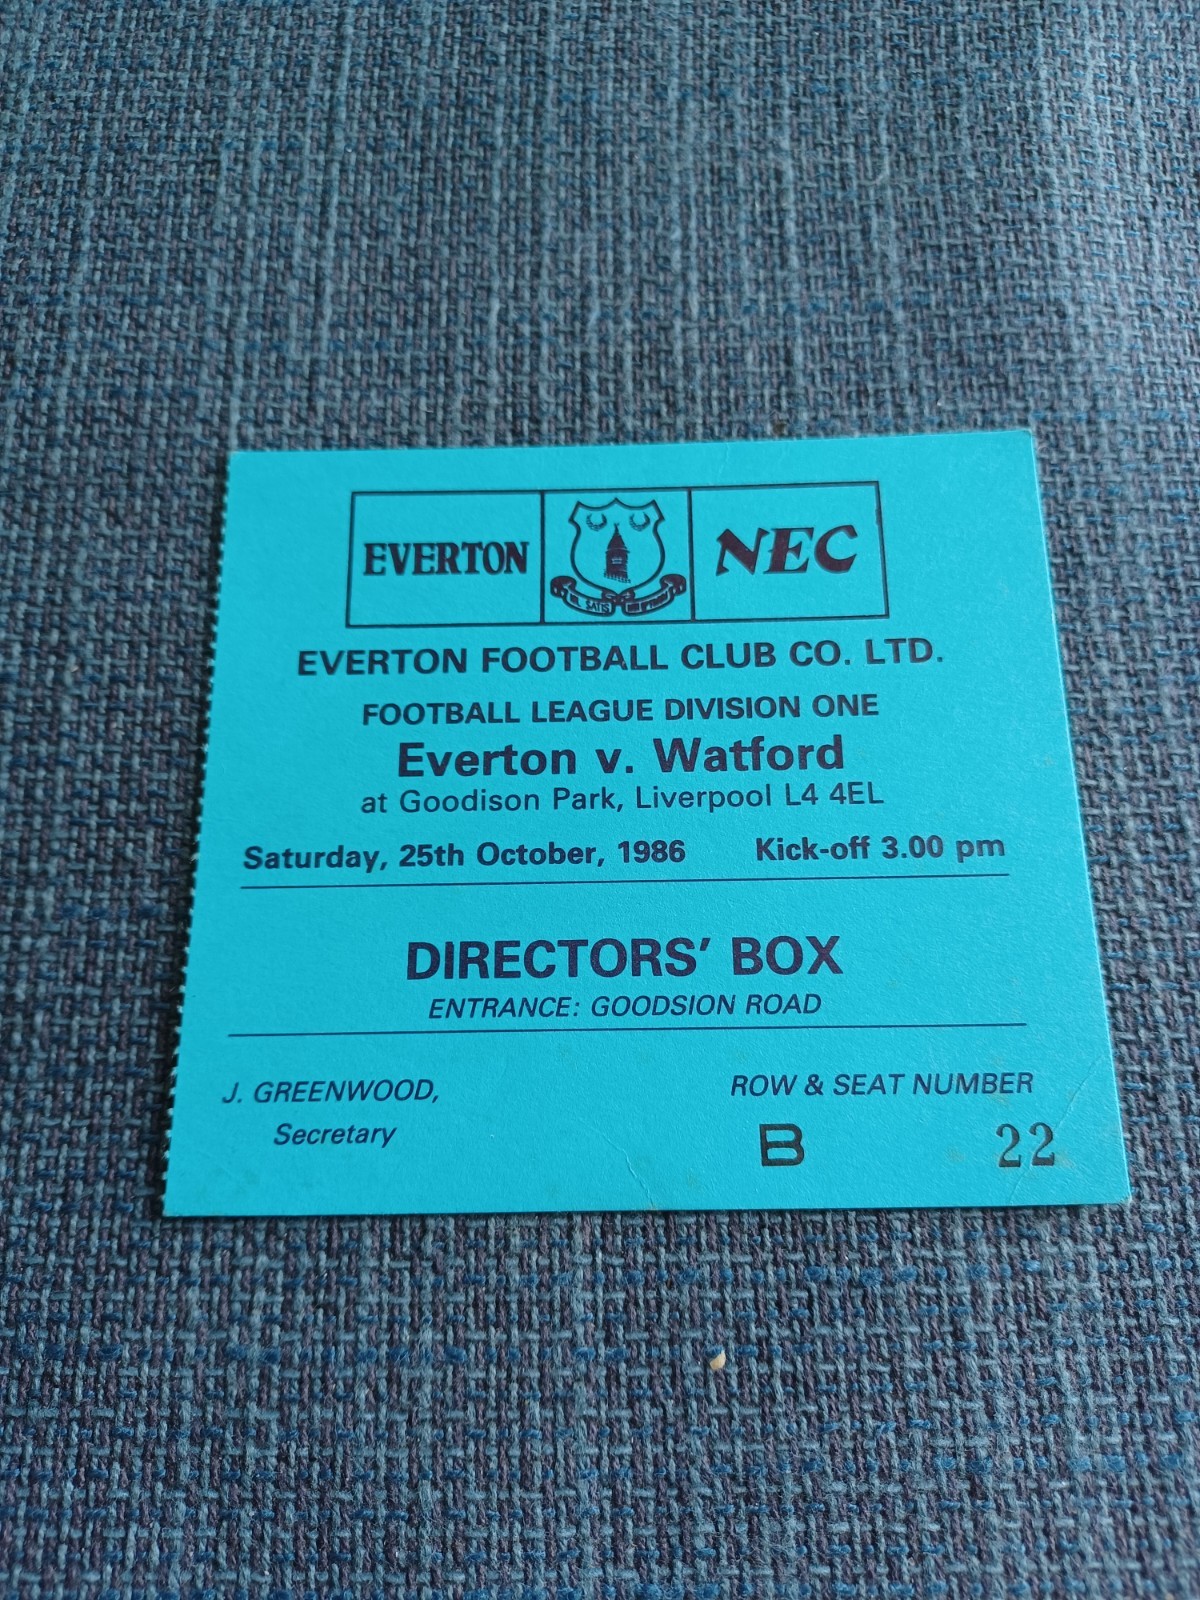 EVERTON
NEC
EVERTON FOOTBALL CLUB CO. LTD.
FOOTBALL LEAGUE DIVISION ONE
Everton v. Watford
at Goodison Park, Liverpool L4 4EL
Saturday, 25th October, 1986 Kick-off 3.00 pm
DIRECTORS' BOX
ENTRANCE: GOODSION ROAD
J. GREENWOOD,
Secretary
ROW & SEAT NUMBER
B 22